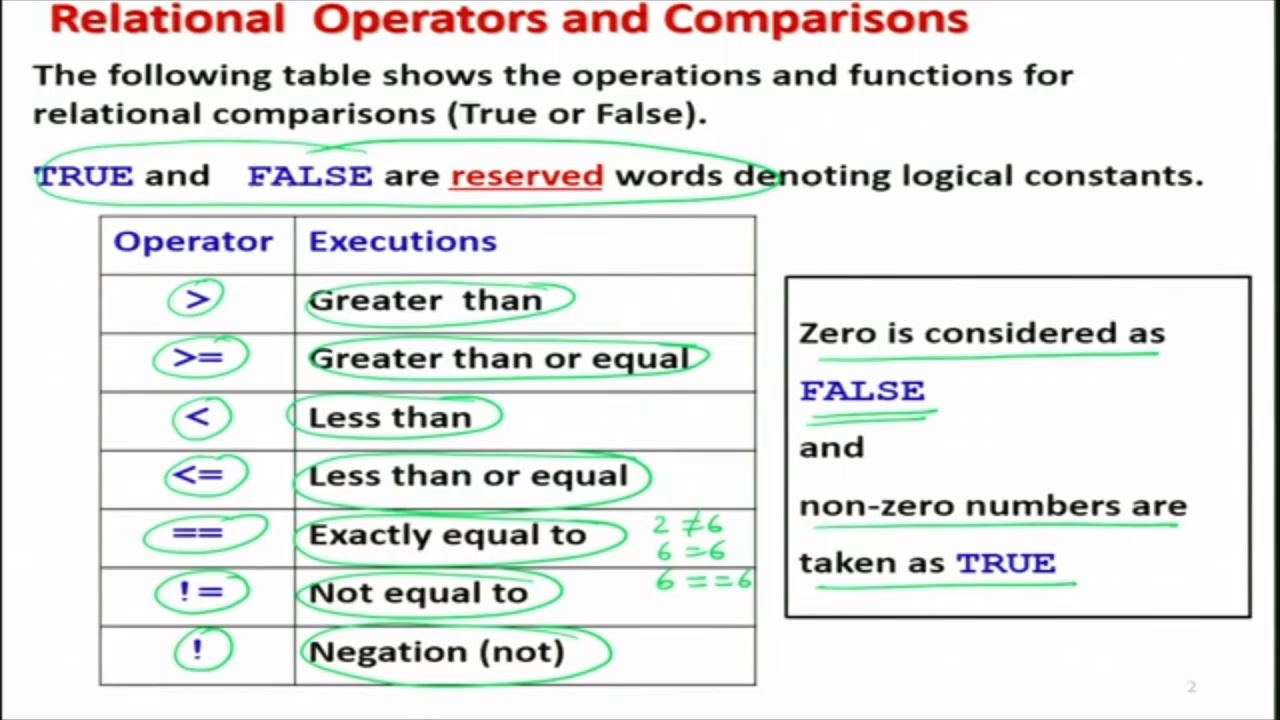 Relational Operators and Comparisons
The following table shows the operations and functions for
relational comparisons (True or False).
TRUE and FALSE are reserved words denoting logical constants.
Operator Executions
> Greater than
>= Greater than or equal
< Less than
<= Less than or equal
== Exactly equal to
2 ≠ 6
6 = 6
6 == 6
!= Not equal to
! Negation (not)
Zero is considered as
FALSE
and
non-zero numbers are
taken as TRUE
2